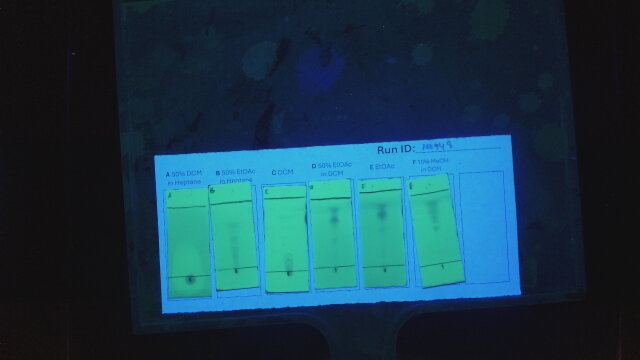 Run ID:
A 50% DCM
in Heptane
B 50% EtOAc
in Heptane
C DCM
D 50% EtOAc
in DCM
E EtOAc
F 10% MeOH
in DCM